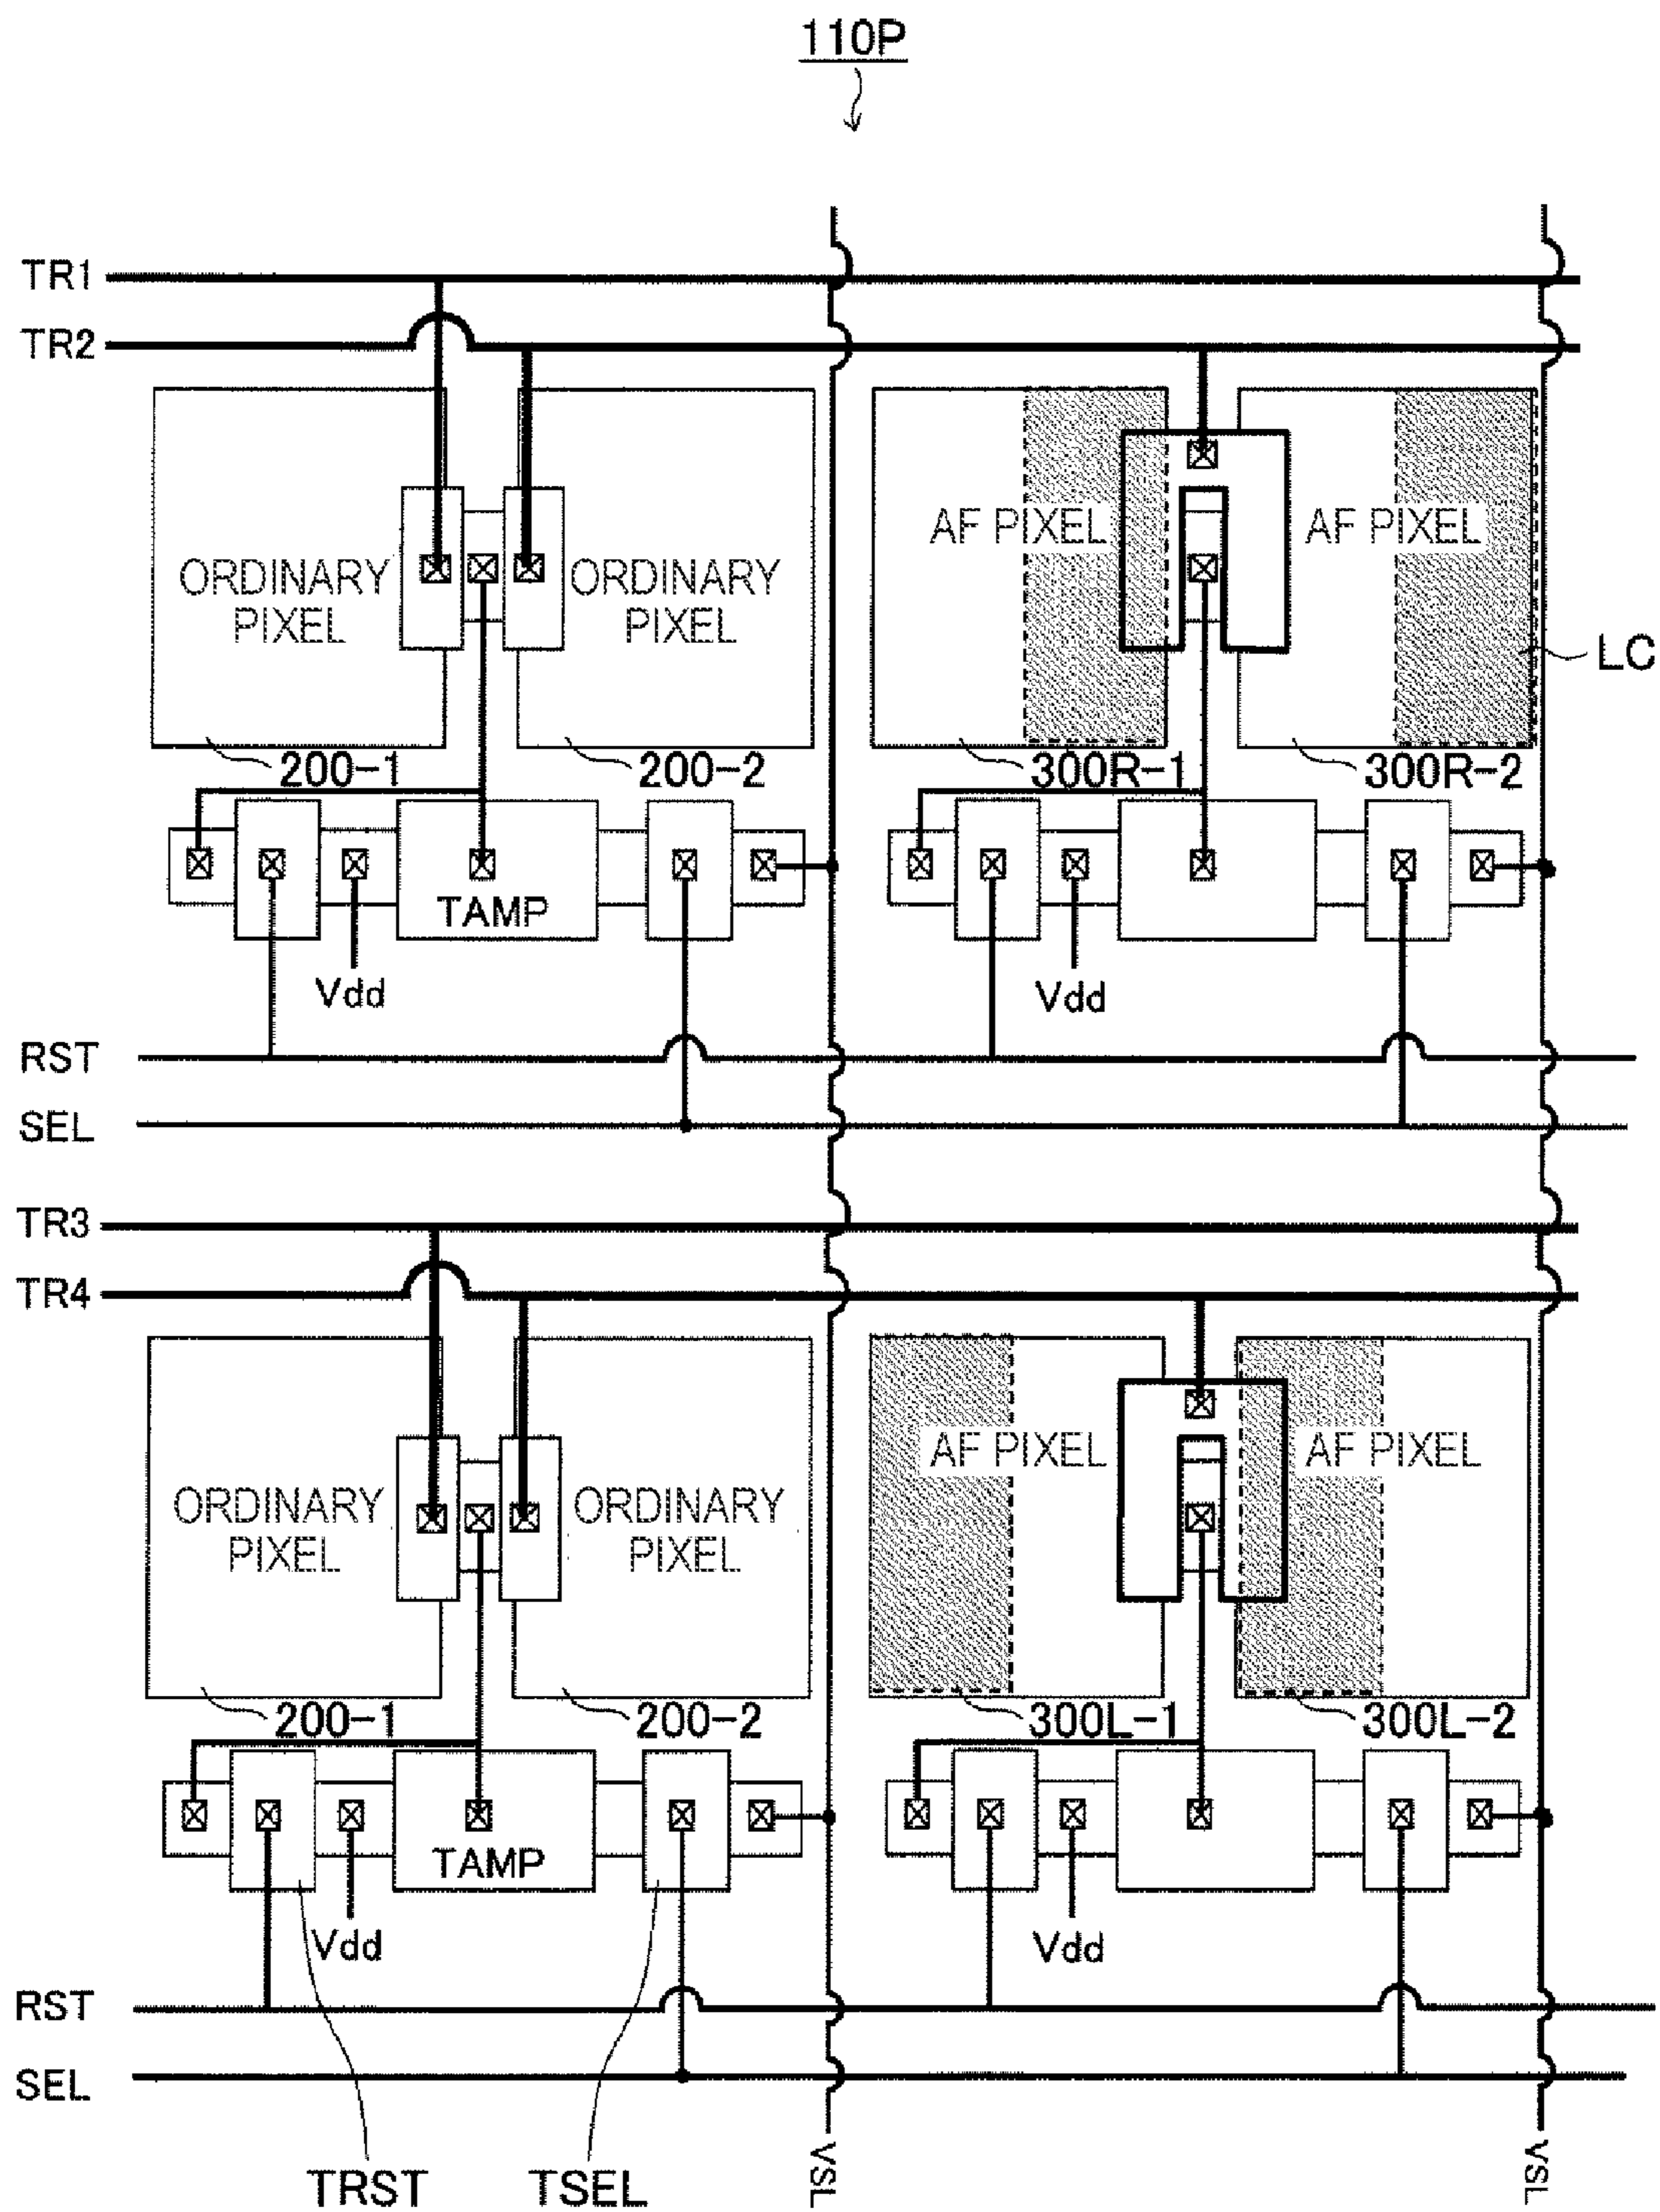 110P
TR1
TR2
ORDINARY
PIXEL
ORDINARY
PIXEL
AF PIXEL
AF PIXEL
LC
200-1
200-2
300R-1
300R-2
TAMP
Vdd
Vdd
RST
SEL
TR3
TR4
ORDINARY
PIXEL
ORDINARY
PIXEL
AF PIXEL
AF PIXEL
200-1
200-2
300L-1
300L-2
TAMP
Vdd
Vdd
RST
SEL
TRST
TSEL
VSL
VSL